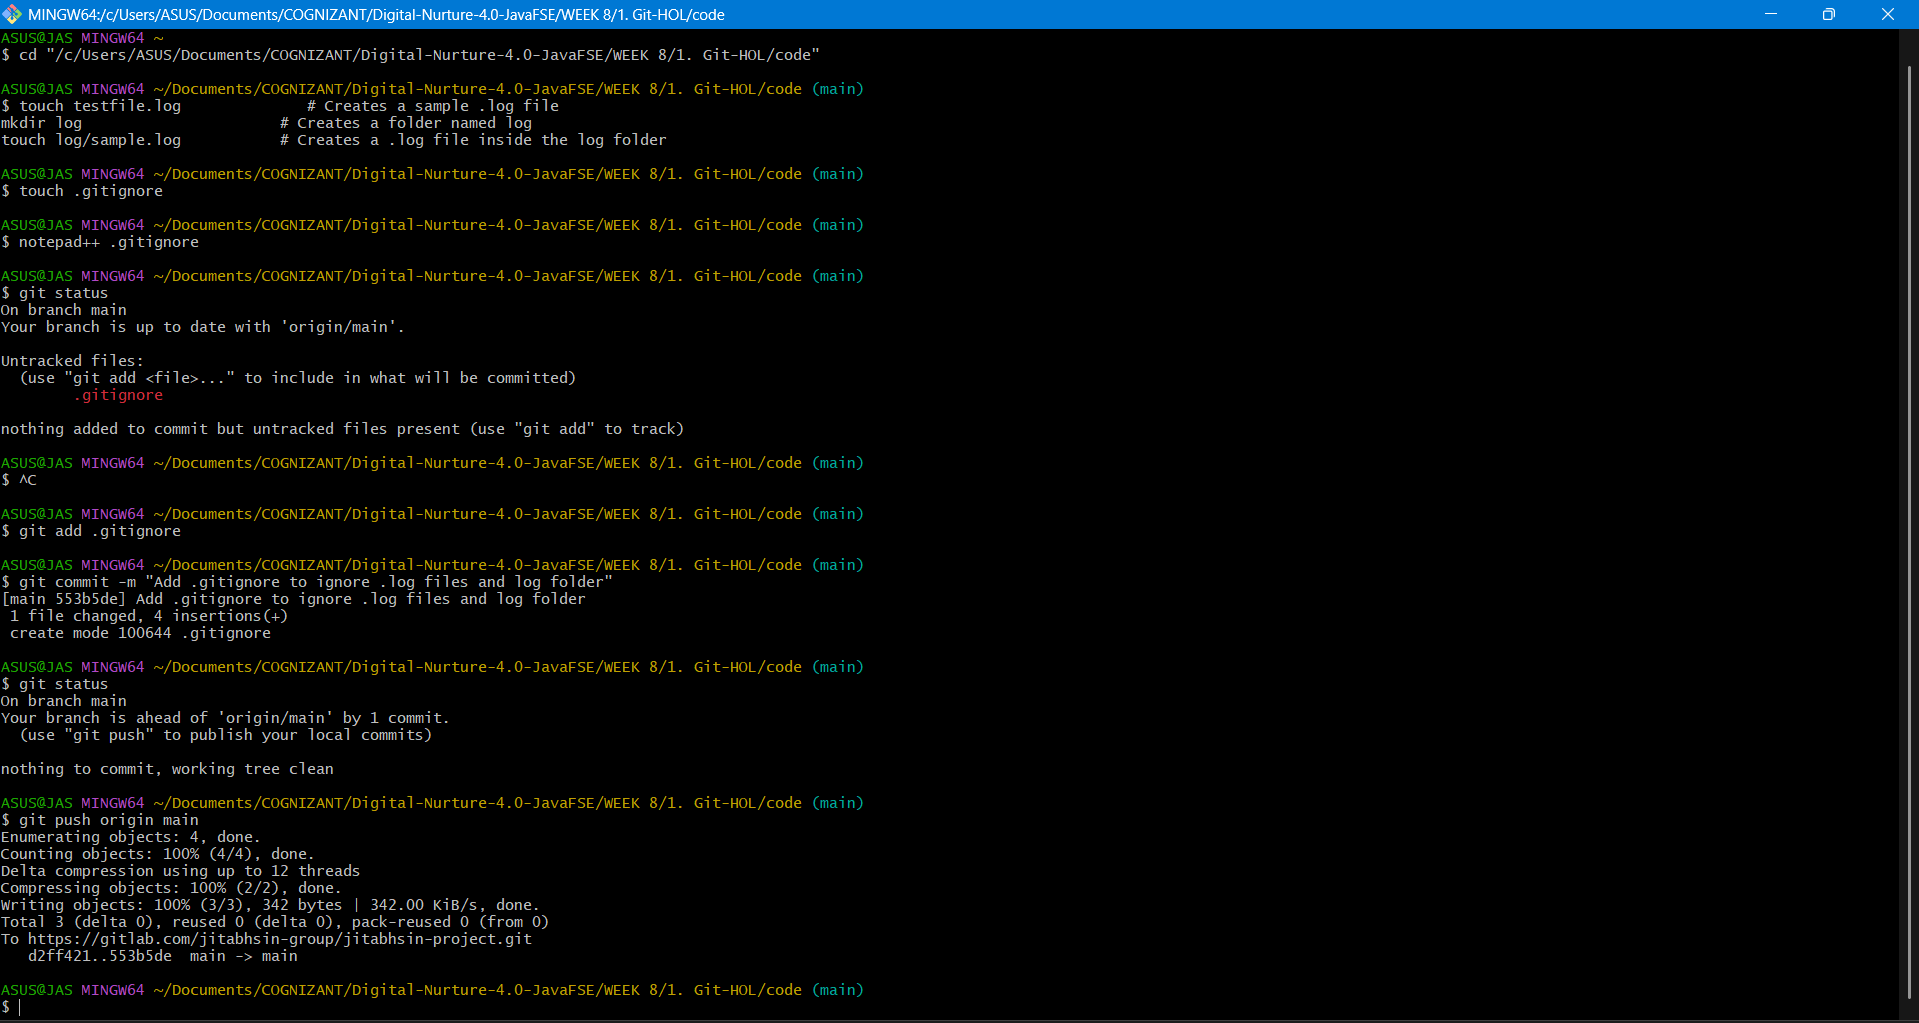 MINGW64:/c/Users/ASUS/Documents/COGNIZANT/Digital-Nurture-4.0-JavaFSE/WEEK 8/1. Git-HOL/code
ASUS@JAS MINGW64 ~
$ cd "/c/Users/ASUS/Documents/COGNIZANT/Digital-Nurture-4.0-JavaFSE/WEEK 8/1. Git-HOL/code"
ASUS@JAS MINGW64 ~/Documents/COGNIZANT/Digital-Nurture-4.0-JavaFSE/WEEK 8/1. Git-HOL/code (main)
$ touch testfile.log              # Creates a sample .log file
mkdir log                      # Creates a folder named log
touch log/sample.log           # Creates a .log file inside the log folder
ASUS@JAS MINGW64 ~/Documents/COGNIZANT/Digital-Nurture-4.0-JavaFSE/WEEK 8/1. Git-HOL/code (main)
$ touch .gitignore
ASUS@JAS MINGW64 ~/Documents/COGNIZANT/Digital-Nurture-4.0-JavaFSE/WEEK 8/1. Git-HOL/code (main)
$ notepad++ .gitignore
ASUS@JAS MINGW64 ~/Documents/COGNIZANT/Digital-Nurture-4.0-JavaFSE/WEEK 8/1. Git-HOL/code (main)
$ git status
On branch main
Your branch is up to date with 'origin/main'.
Untracked files:
  (use "git add <file>..." to include in what will be committed)
        .gitignore
nothing added to commit but untracked files present (use "git add" to track)
ASUS@JAS MINGW64 ~/Documents/COGNIZANT/Digital-Nurture-4.0-JavaFSE/WEEK 8/1. Git-HOL/code (main)
$ ^C
ASUS@JAS MINGW64 ~/Documents/COGNIZANT/Digital-Nurture-4.0-JavaFSE/WEEK 8/1. Git-HOL/code (main)
$ git add .gitignore
ASUS@JAS MINGW64 ~/Documents/COGNIZANT/Digital-Nurture-4.0-JavaFSE/WEEK 8/1. Git-HOL/code (main)
$ git commit -m "Add .gitignore to ignore .log files and log folder"
[main 553b5de] Add .gitignore to ignore .log files and log folder
 1 file changed, 4 insertions(+)
 create mode 100644 .gitignore
ASUS@JAS MINGW64 ~/Documents/COGNIZANT/Digital-Nurture-4.0-JavaFSE/WEEK 8/1. Git-HOL/code (main)
$ git status
On branch main
Your branch is ahead of 'origin/main' by 1 commit.
  (use "git push" to publish your local commits)
nothing to commit, working tree clean
ASUS@JAS MINGW64 ~/Documents/COGNIZANT/Digital-Nurture-4.0-JavaFSE/WEEK 8/1. Git-HOL/code (main)
$ git push origin main
Enumerating objects: 4, done.
Counting objects: 100% (4/4), done.
Delta compression using up to 12 threads
Compressing objects: 100% (2/2), done.
Writing objects: 100% (3/3), 342 bytes | 342.00 KiB/s, done.
Total 3 (delta 0), reused 0 (delta 0), pack-reused 0 (from 0)
To https://gitlab.com/jitabhsin-group/jitabhsin-project.git
   d2ff421..553b5de  main -> main
ASUS@JAS MINGW64 ~/Documents/COGNIZANT/Digital-Nurture-4.0-JavaFSE/WEEK 8/1. Git-HOL/code (main)
$